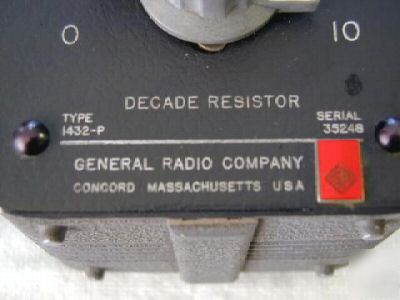 0 10
DECADE RESISTOR
TYPE SERIAL
1432-P 35248
GENERAL RADIO COMPANY
CONCORD MASSACHUSETTS USA